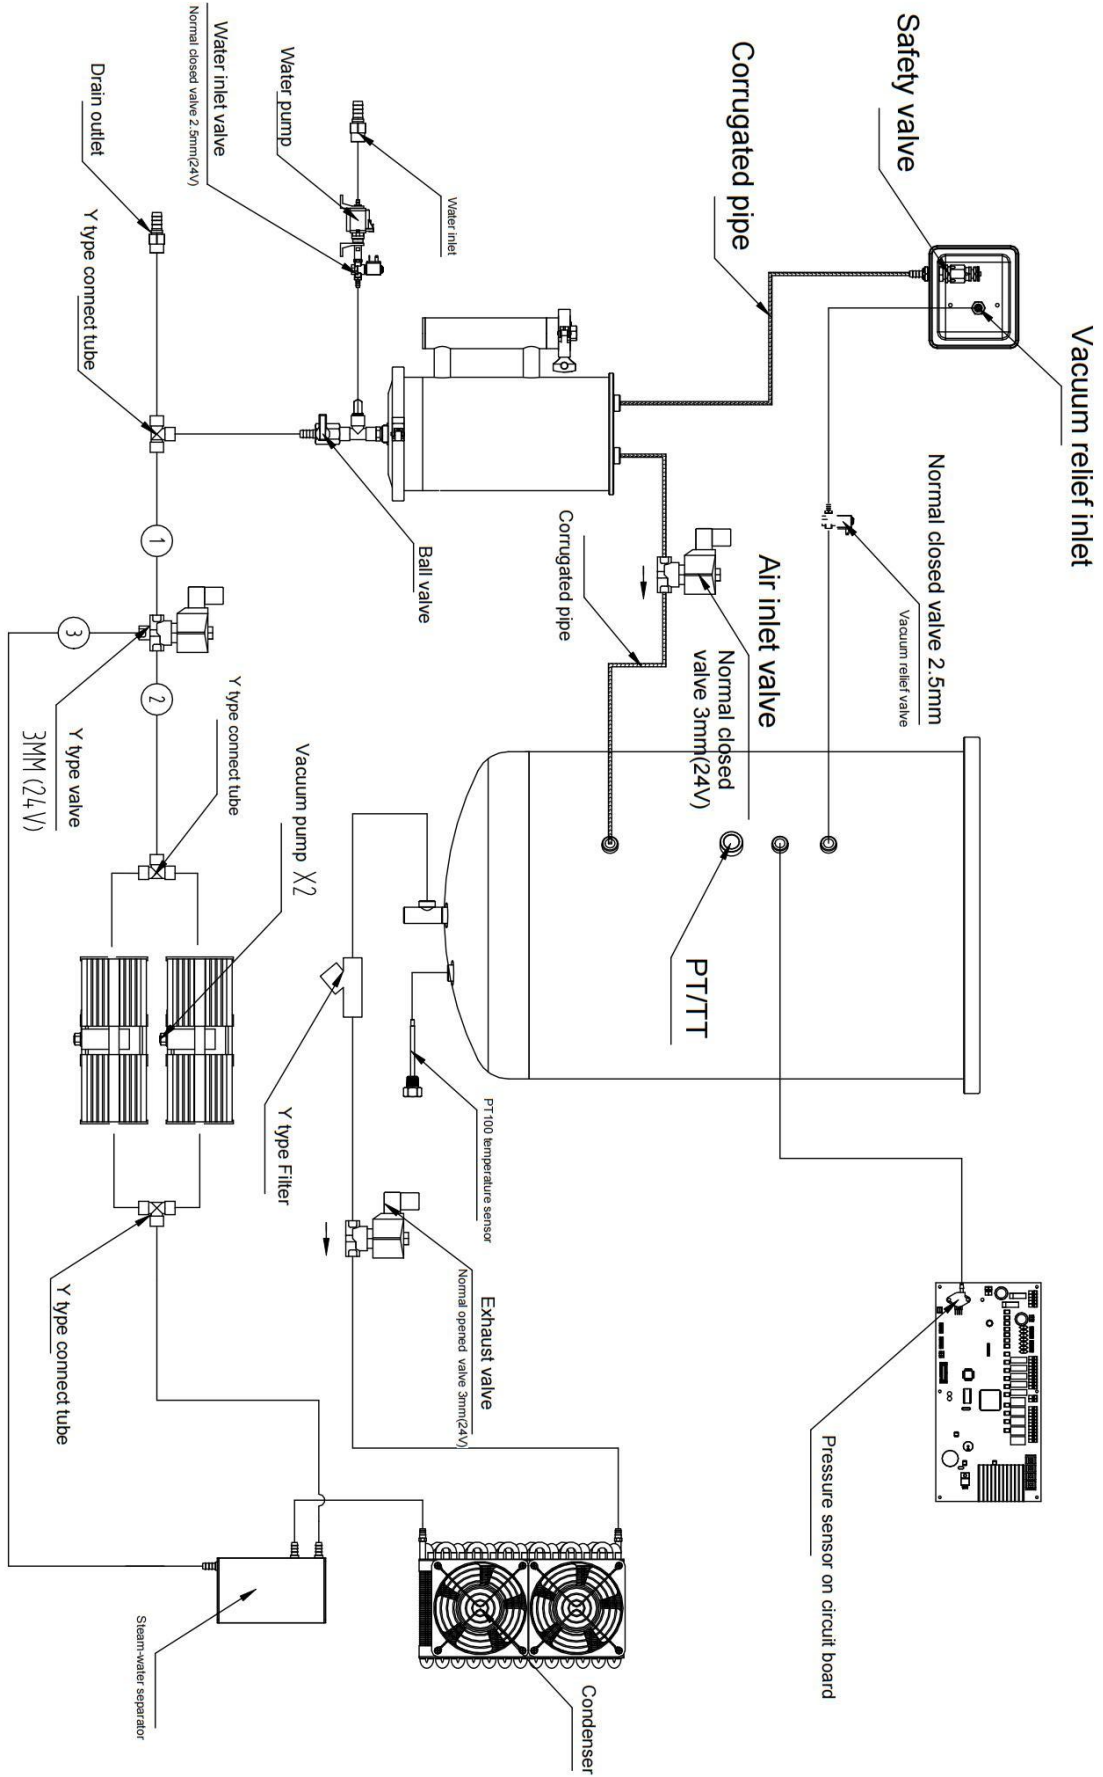 Vacuum relief inlet
Safety valve
Corrugated pipe
Water inlet
Water pump
Water inlet valve
Normal closed valve 2.5mm(24V)
Drain outlet
Y type connect tube
Normal closed valve 2.5mm
Vacuum relief valve
Air inlet valve
Normal closed
valve 3mm(24V)
Corrugated pipe
Ball valve
1
3
2
Y type valve
3MM(24V)
Y type connect tube
Vacuum pump X2
PT/TT
Y type Filter
PT100 temperature sensor
Exhaust valve
Normal opened valve 3mm(24V)
Y type connect tube
Pressure sensor on circuit board
Condenser
Steam-water separator